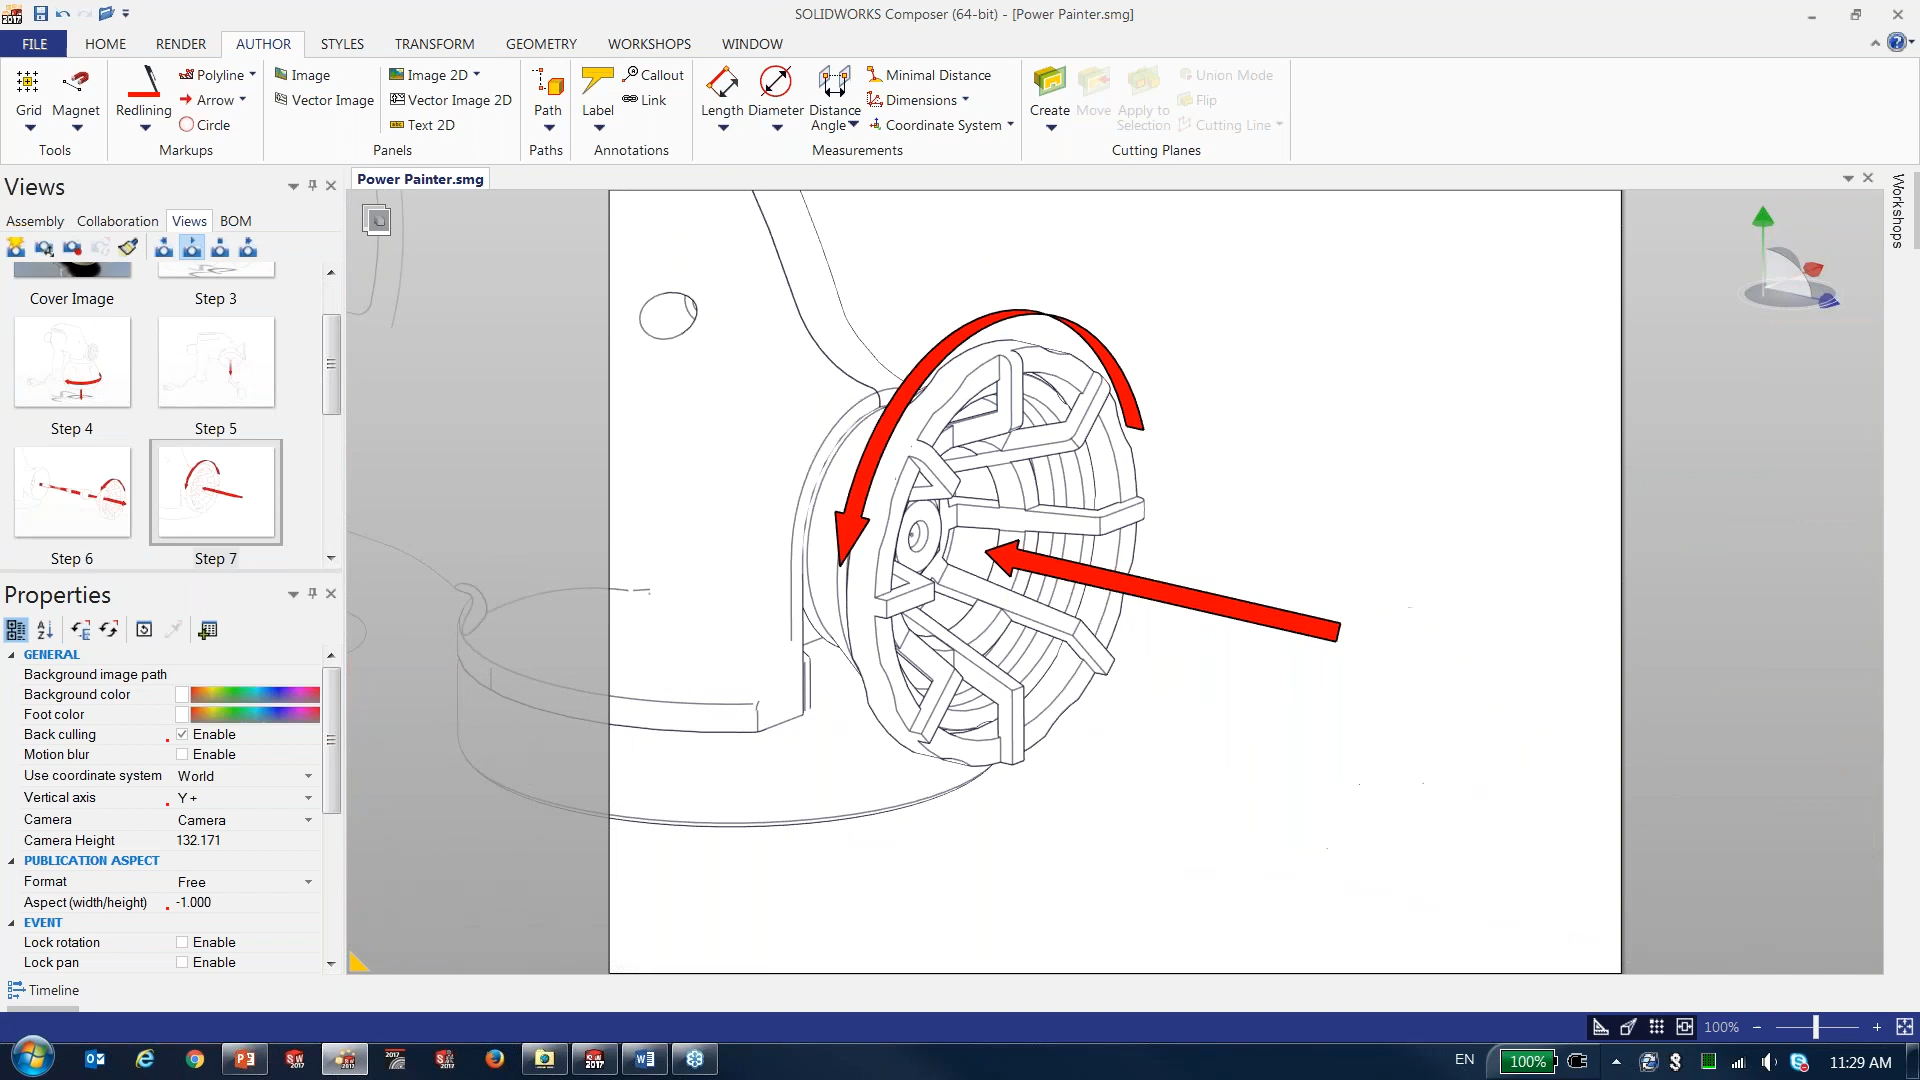 SOLIDWORKS Composer (64-bit) - [Power Painter.smg]
FILE HOME RENDER AUTHOR STYLES TRANSFORM GEOMETRY WORKSHOPS WINDOW
Grid Magnet Redlining Polyline Arrow Circle Image Vector Image Image 2D Vector Image 2D Text 2D Path Label Callout Link Length Diameter Distance Angle Minimal Distance Dimensions Coordinate System Create Move Apply to Selection Union Mode Flip Cutting Line
Tools Markups Panels Paths Annotations Measurements Cutting Planes
Views
Power Painter.smg
Workshops
Assembly Collaboration Views BOM
Cover Image Step 3
Step 4 Step 5
Step 6 Step 7
Properties
GENERAL
Background image path
Background color
Foot color
Back culling Enable
Motion blur Enable
Use coordinate system World
Vertical axis Y +
Camera Camera
Camera Height 132.171
PUBLICATION ASPECT
Format Free
Aspect (width/height) -1.000
EVENT
Lock rotation Enable
Lock pan Enable
Timeline
100%
EN 100% 11:29 AM